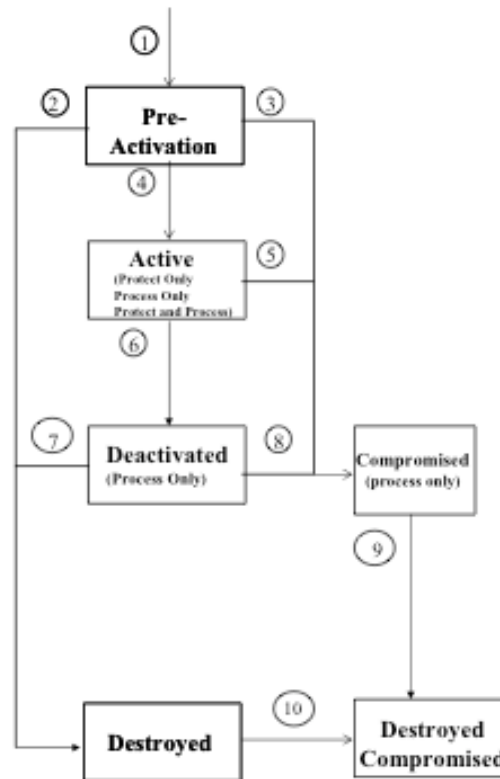 1
2
3
Pre-
Activation
4
Active
(Protect Only
Process Only
Protect and Process)
5
6
7
Deactivated
(Process Only)
8
Compromised
(process only)
9
10
Destroyed
Destroyed
Compromised